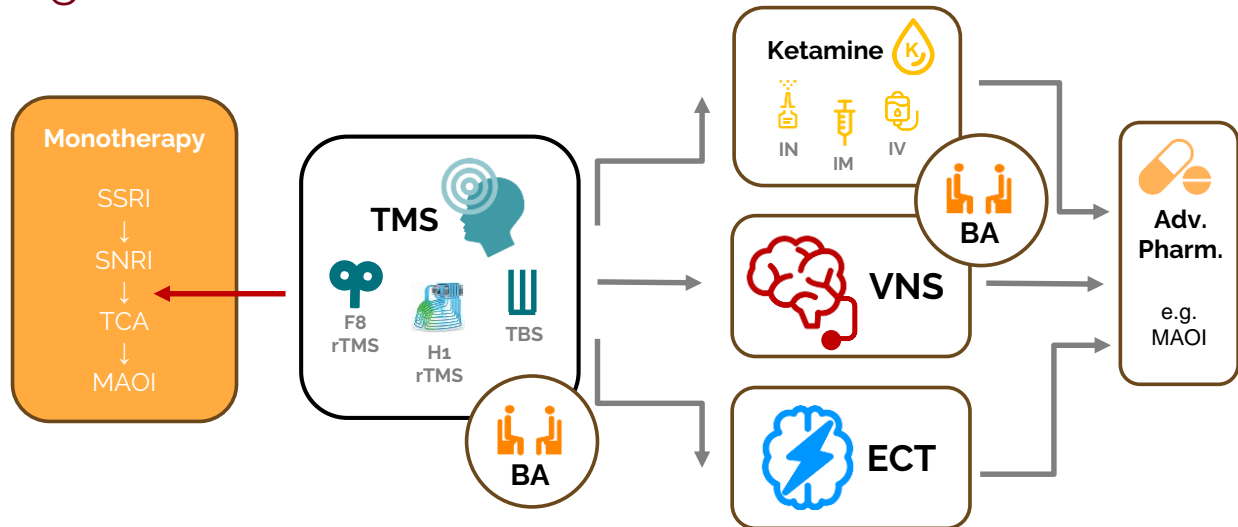 Monotherapy
SSRI
↓
SNRI
↓
TCA
↓
MAOI
TMS
F8
rTMS
H1
rTMS
TBS
BA
Ketamine
K
IN
IM
IV
BA
VNS
ECT
Adv.
Pharm.
e.g.
MAOI